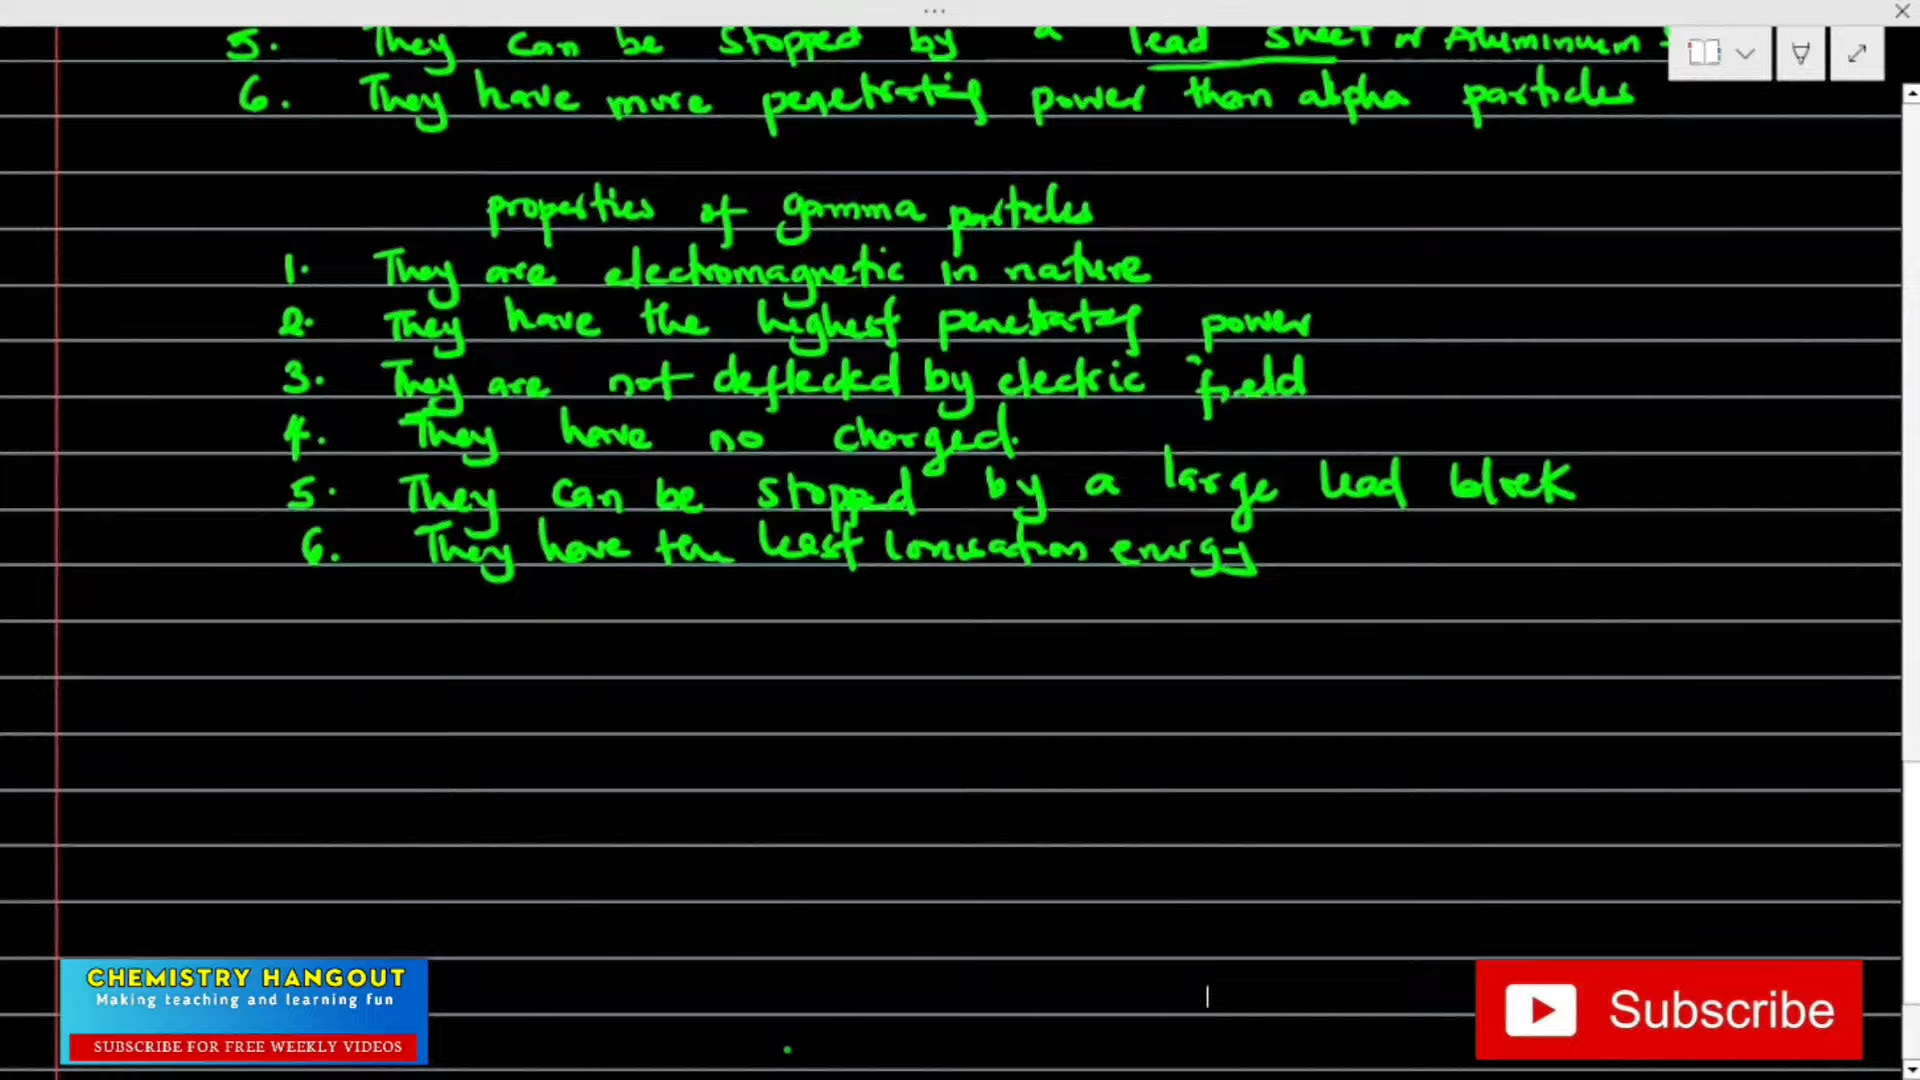 5. They can be stopped by a lead sheet or Aluminium
6. They have more penetrating power than alpha particles
properties of gamma particles
1. They are electromagnetic in nature
2. They have the highest penetrating power
3. They are not deflected by electric field
4. They have no charged.
5. They can be stopped by a large lead block
6. They have the least Ionisation energy
CHEMISTRY HANGOUT
Making teaching and learning fun
SUBSCRIBE FOR FREE WEEKLY VIDEOS
Subscribe